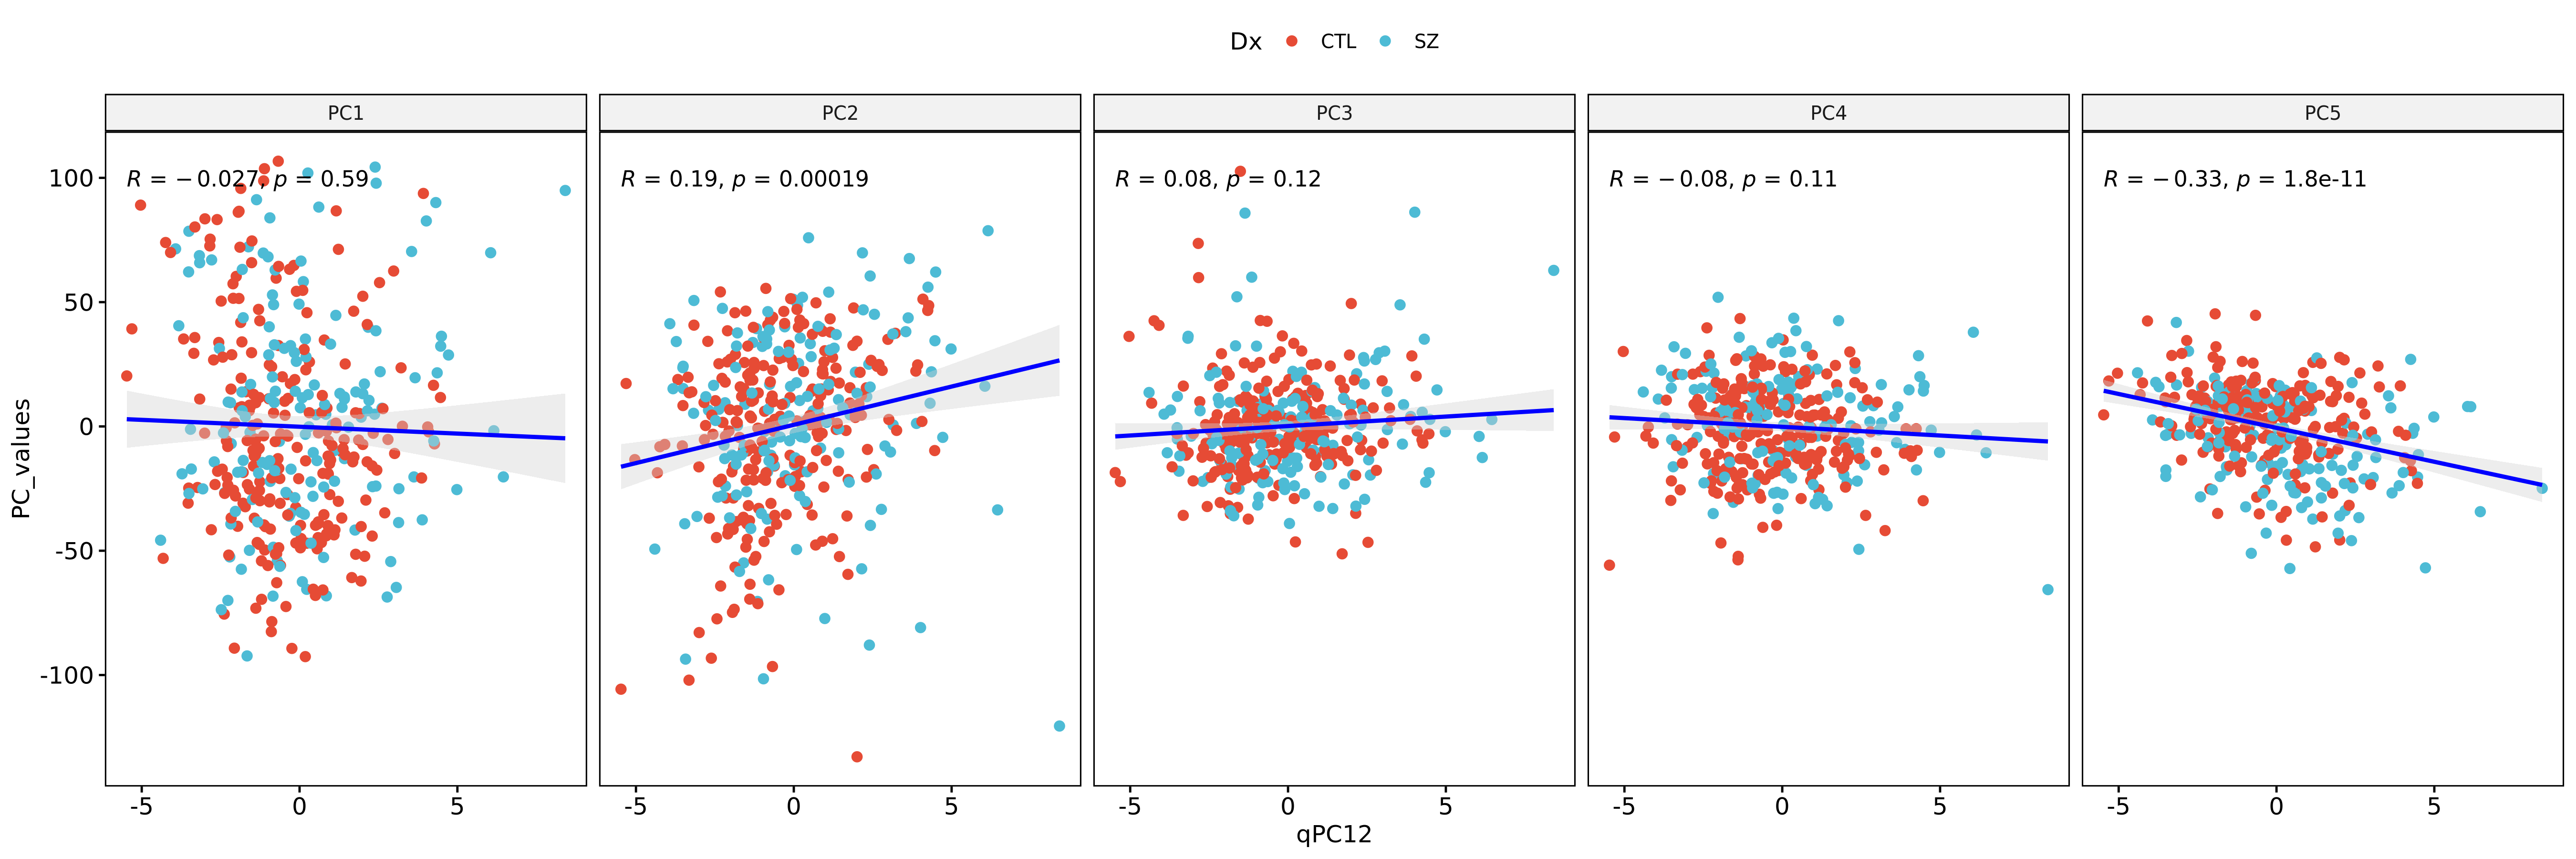 Dx CTL SZ
PC1 PC2 PC3 PC4 PC5
R = −0.027, p = 0.59 R = 0.19, p = 0.00019 R = 0.08, p = 0.12 R = −0.08, p = 0.11 R = −0.33, p = 1.8e-11
100
50
0
-50
-100
PC_values
-5 0 5 -5 0 5 -5 0 5 -5 0 5 -5 0 5
qPC12